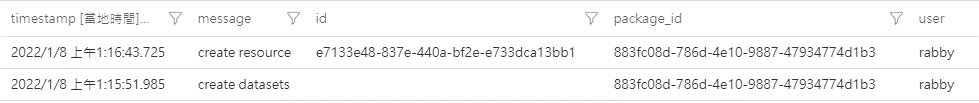 timestamp [當地時間]... message id package_id user
2022/1/8 上午1:16:43.725 create resource e7133e48-837e-440a-bf2e-e733dca13bb1 883fc08d-786d-4e10-9887-47934774d1b3 rabby
2022/1/8 上午1:15:51.985 create datasets 883fc08d-786d-4e10-9887-47934774d1b3 rabby